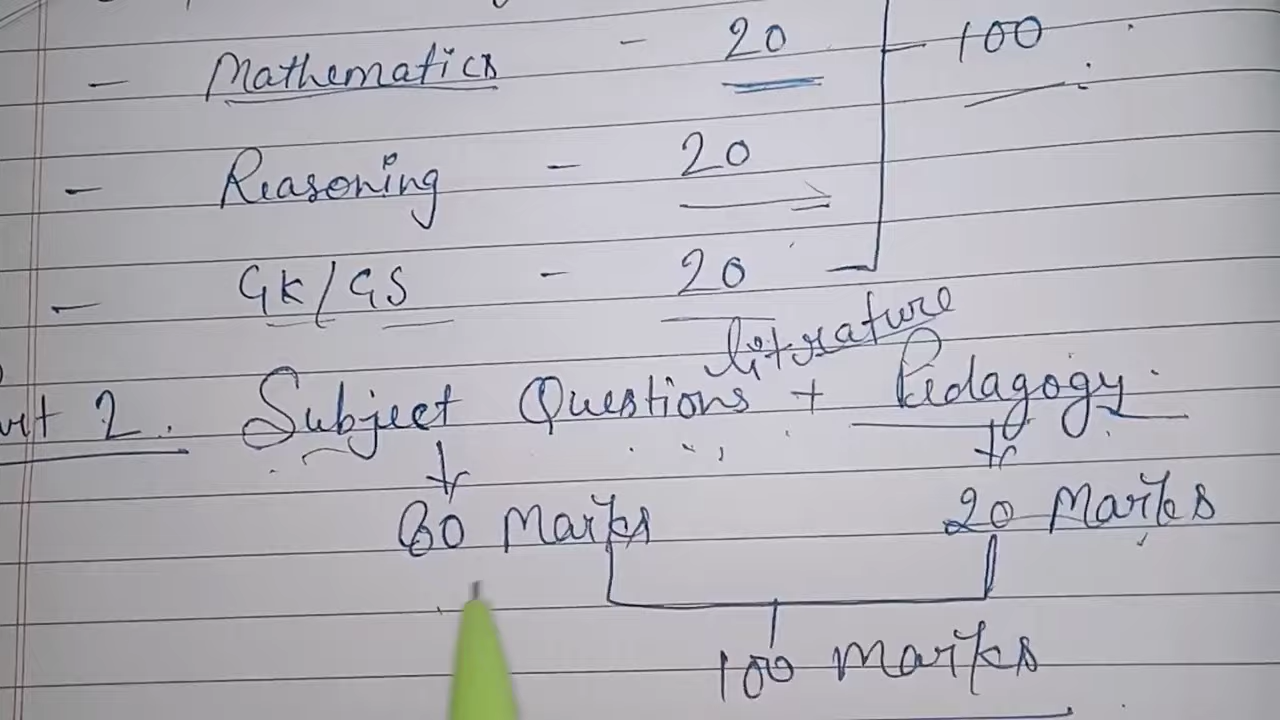 - Mathematics - 20 - 100
- Reasoning - 20
- GK/GS - 20
literature
2. Subject Questions + Pedagogy.
80 Marks 20 Marks
100 marks